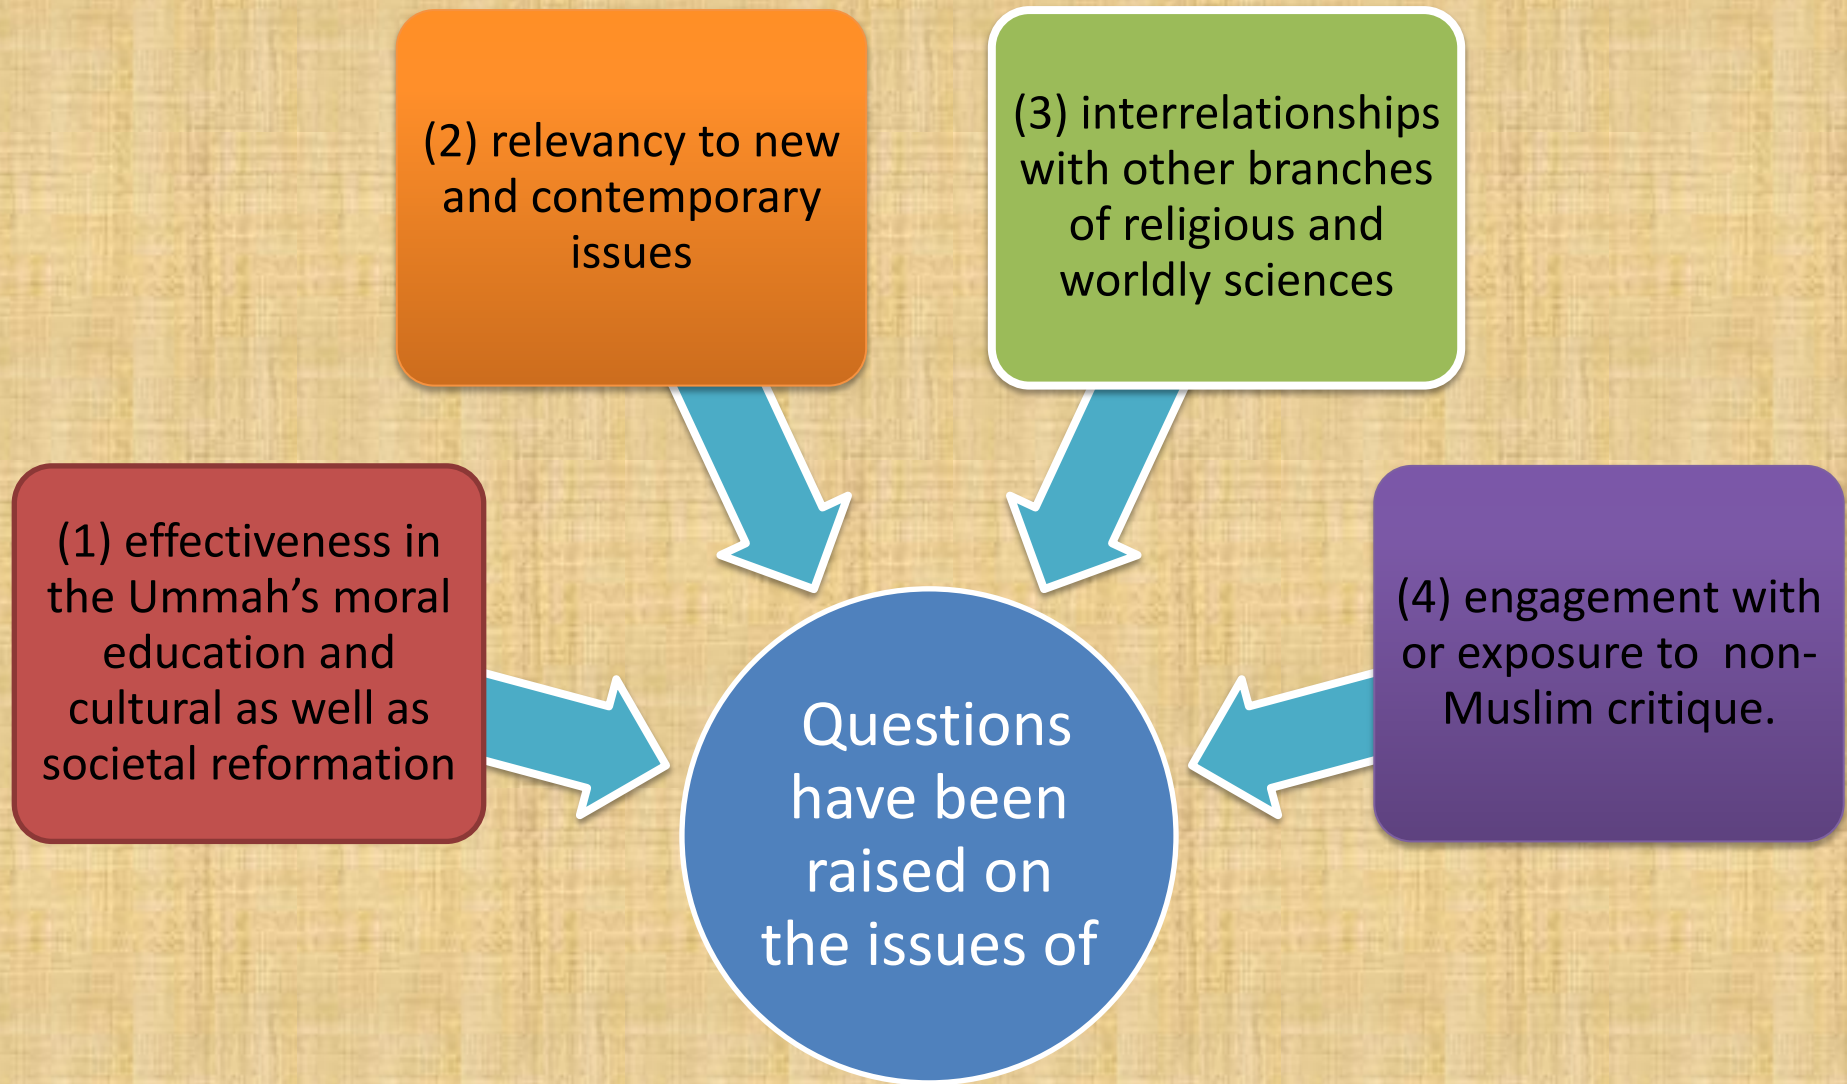 (1) effectiveness in
the Ummah’s moral
education and
cultural as well as
societal reformation
(2) relevancy to new
and contemporary
issues
(3) interrelationships
with other branches
of religious and
worldly sciences
(4) engagement with
or exposure to  non-
Muslim critique.
Questions
have been
raised on
the issues of